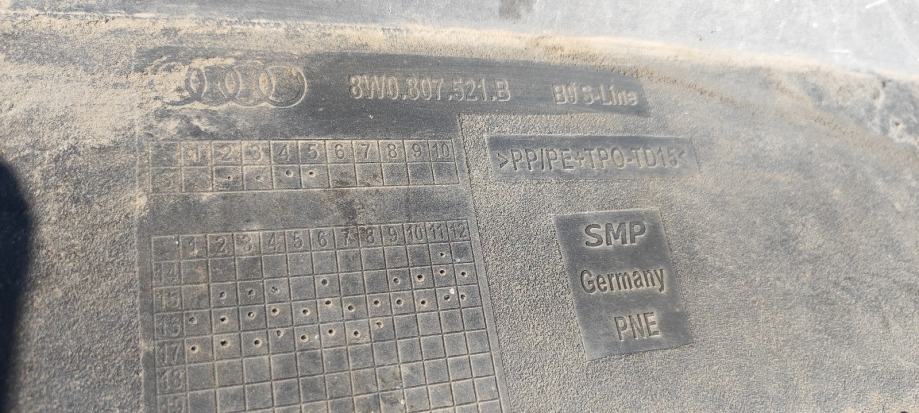 8W0.807.521.B B9 S-Line
1 2 3 4 5 6 7 8 9 10
>PP/PE+TPO-TD15<
1 2 3 4 5 6 7 8 9 10 11 12
14
15
16
17
18
SMP
Germany
PNE